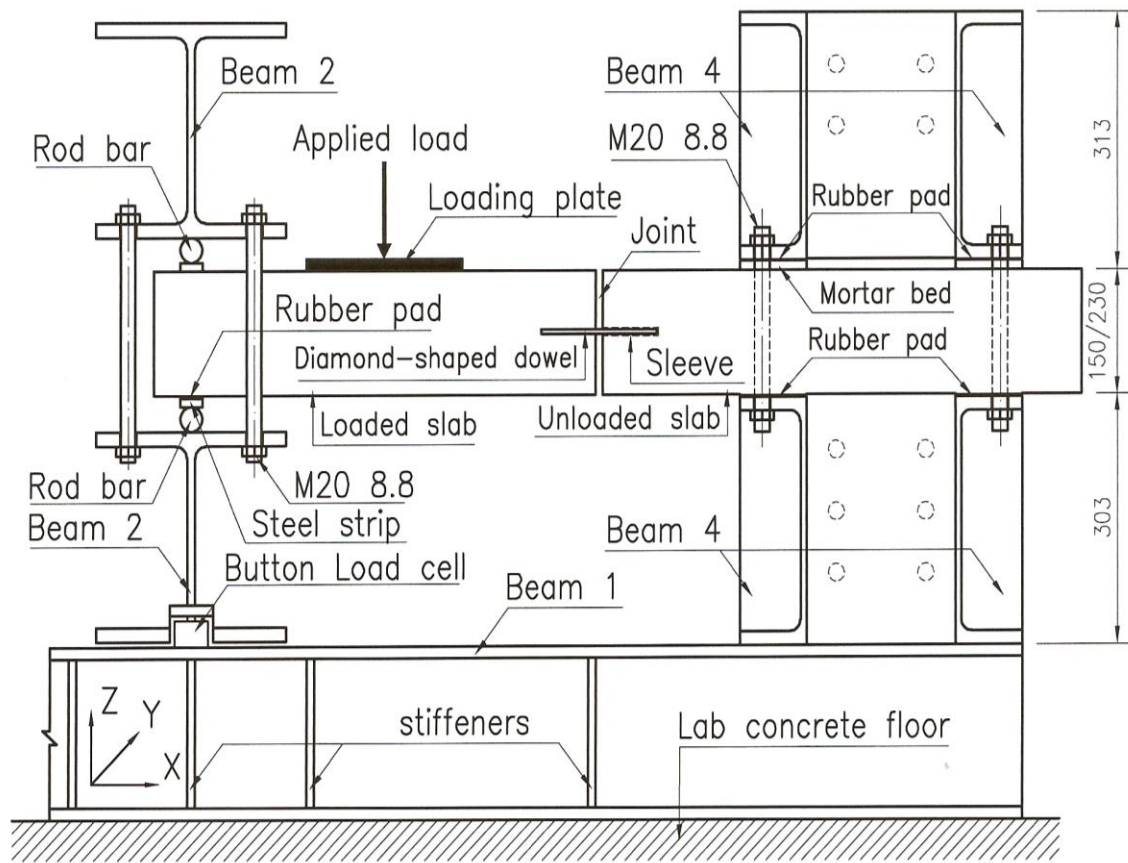 Beam 2
Beam 4
Rod bar
Applied load
M20 8.8
313
Loading plate
Rubber pad
Joint
Rubber pad
Mortar bed
150/230
Diamond-shaped dowel
Sleeve
Rubber pad
Loaded slab
Unloaded slab
Rod bar
M20 8.8
Beam 2
Steel strip
Beam 4
303
Button Load cell
Beam 1
Z
Y
X
stiffeners
Lab concrete floor